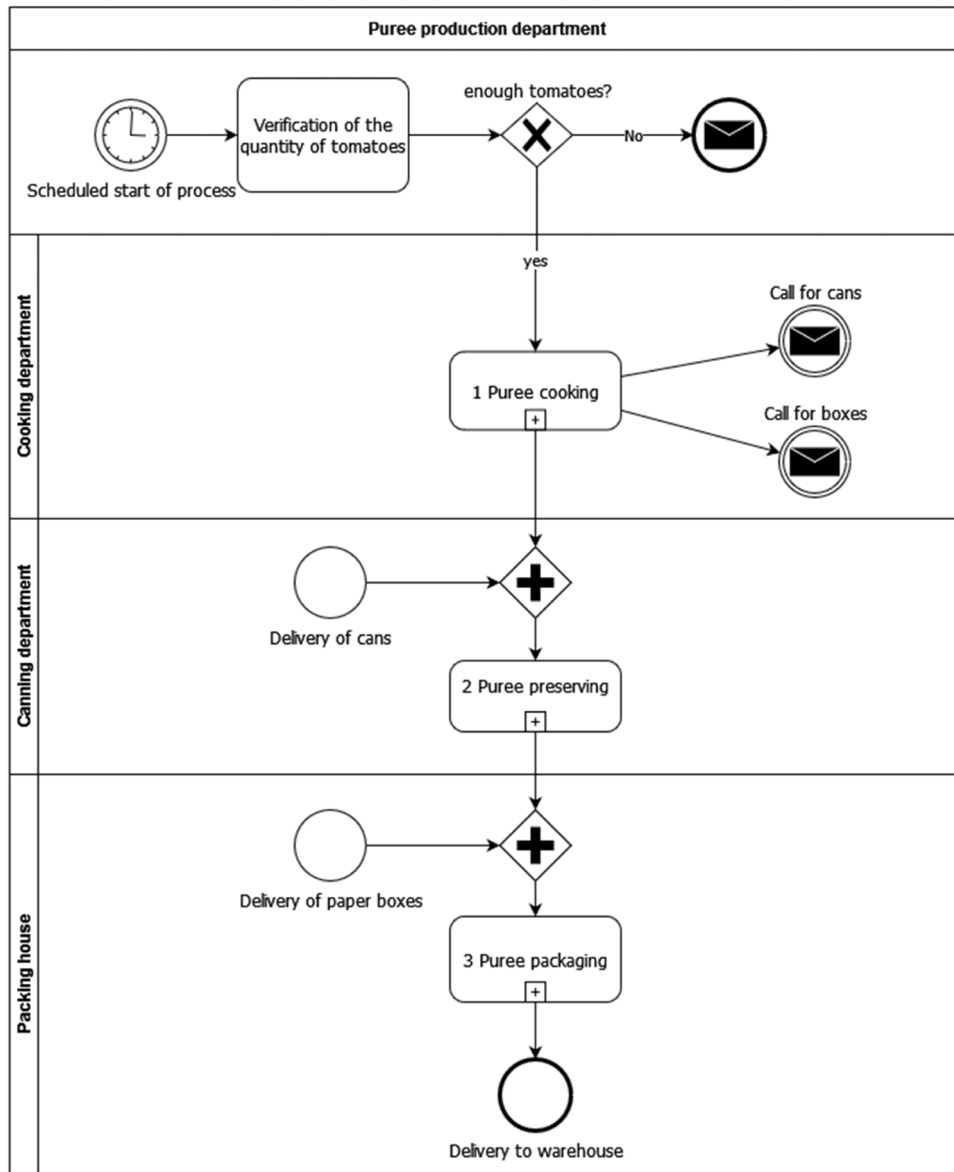 Puree production department
enough tomatoes?
Verification of the
quantity of tomatoes
No
Scheduled start of process
yes
Cooking department
Call for cans
1 Puree cooking
Call for boxes
Canning department
Delivery of cans
2 Puree preserving
Packing house
Delivery of paper boxes
3 Puree packaging
Delivery to warehouse